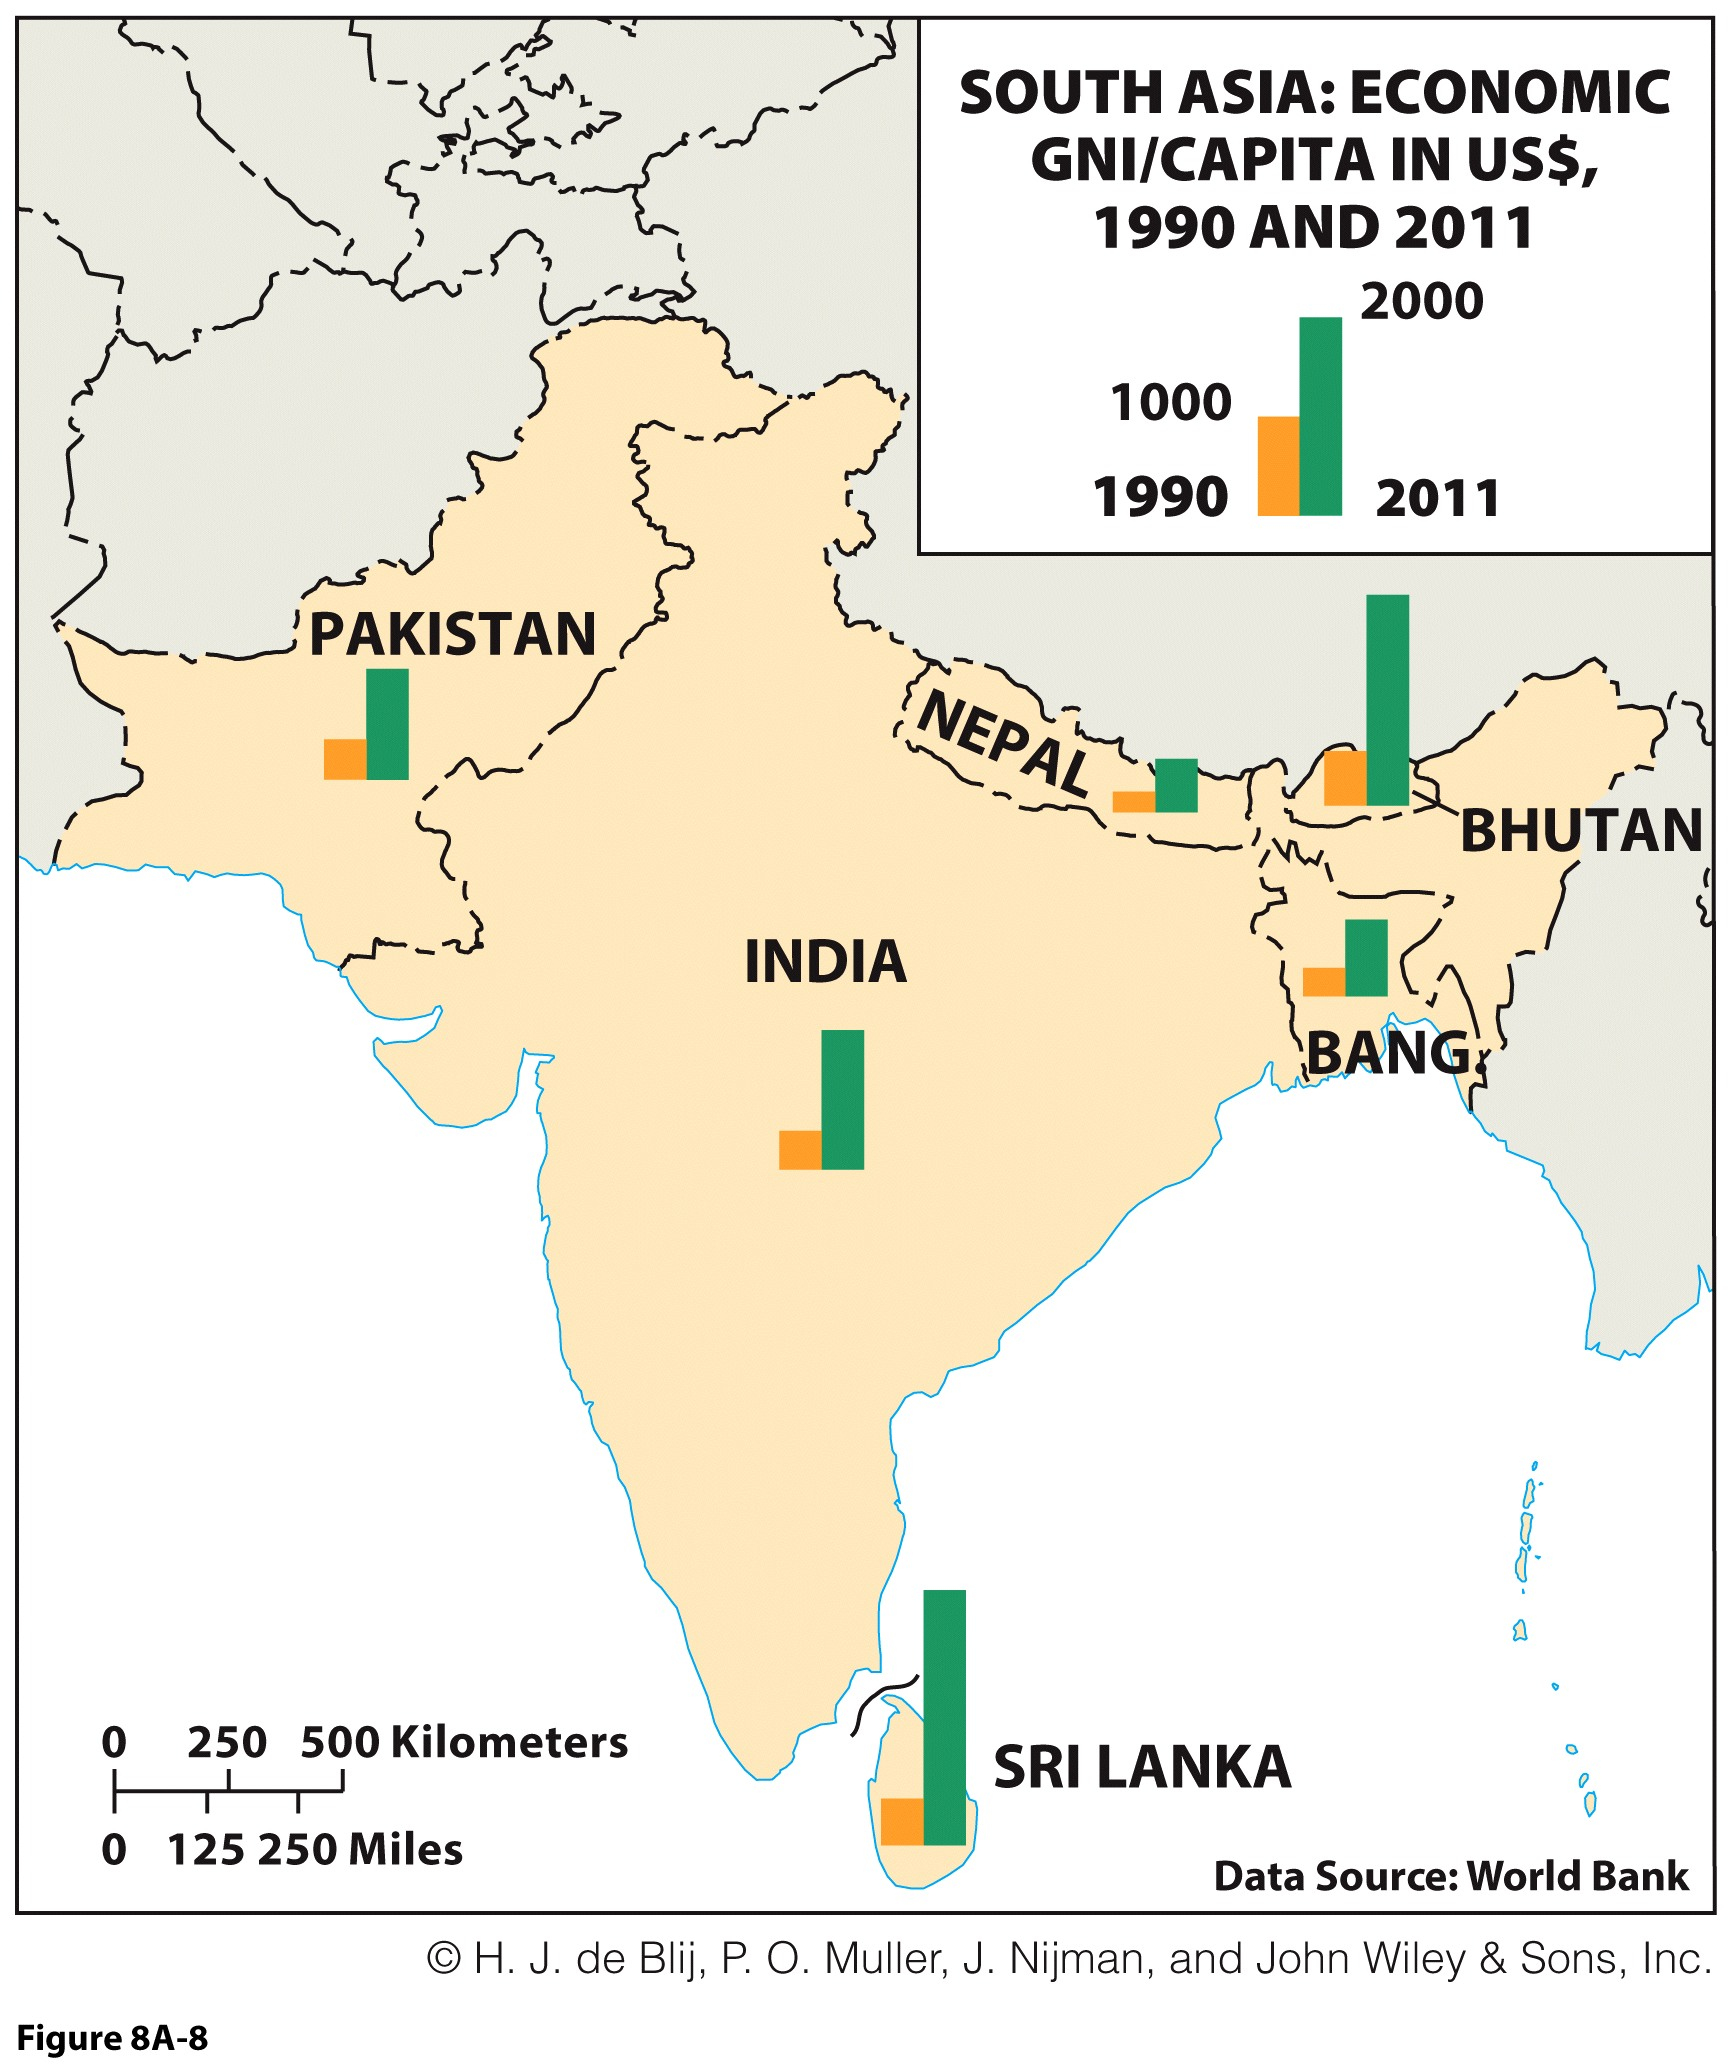 SOUTH ASIA: ECONOMIC
GNI/CAPITA IN US$,
1990 AND 2011
2000
1000
1990
2011
PAKISTAN
NEPAL
BHUTAN
INDIA
BANG.
SRI LANKA
0 250 500 Kilometers
0 125 250 Miles
Data Source: World Bank
© H. J. de Blij, P. O. Muller, J. Nijman, and John Wiley & Sons, Inc.
Figure 8A-8